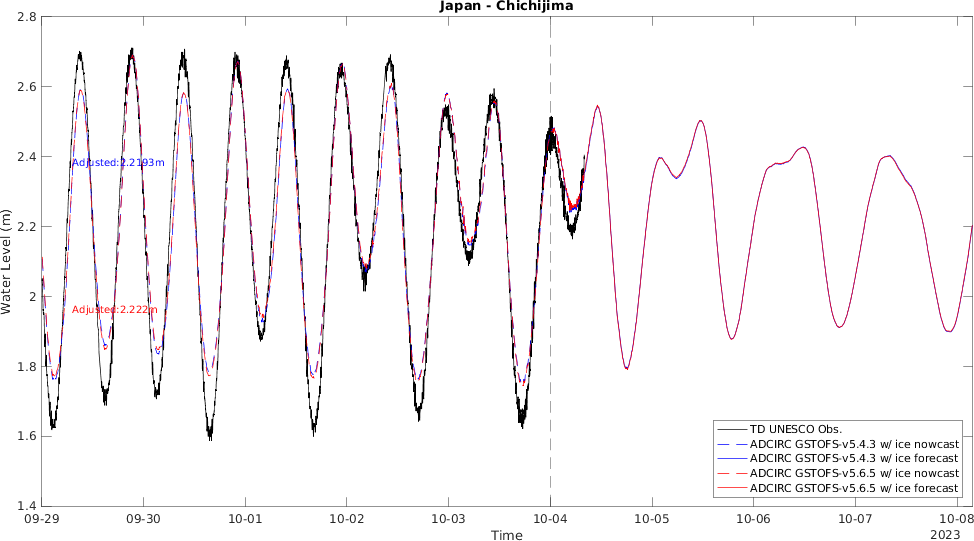 Japan - Chichijima
2.8
2.6
2.4
2.2
2
1.8
1.6
1.4
Water Level (m)
Adjusted:2.2193m
Adjusted:2.222m
TD UNESCO Obs.
ADCIRC GSTOFS-v5.4.3 w/ ice nowcast
ADCIRC GSTOFS-v5.4.3 w/ ice forecast
ADCIRC GSTOFS-v5.6.5 w/ ice nowcast
ADCIRC GSTOFS-v5.6.5 w/ ice forecast
09-29 09-30 10-01 10-02 10-03 10-04 10-05 10-06 10-07 10-08
Time
2023